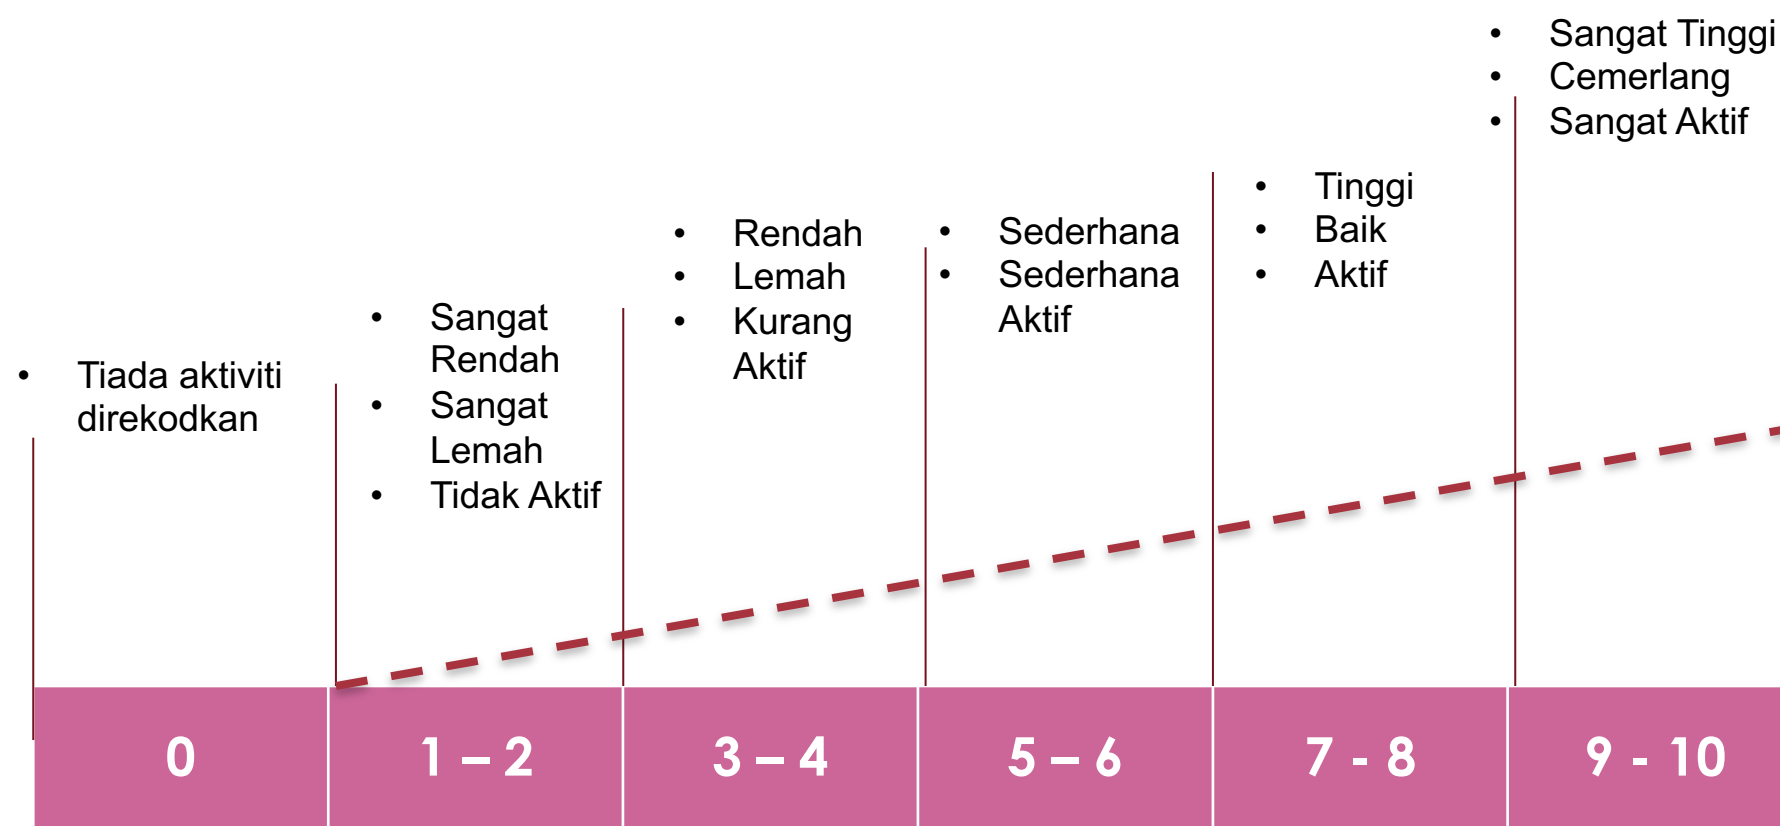 • Tiada aktiviti
direkodkan
• Sangat
Rendah
• Sangat
Lemah
• Tidak Aktif
• Rendah
• Lemah
• Kurang
Aktif
• Sederhana
• Sederhana
Aktif
• Tinggi
• Baik
• Aktif
• Sangat Tinggi
• Cemerlang
• Sangat Aktif
0
1 – 2
3 – 4
5 – 6
7 - 8
9 - 10